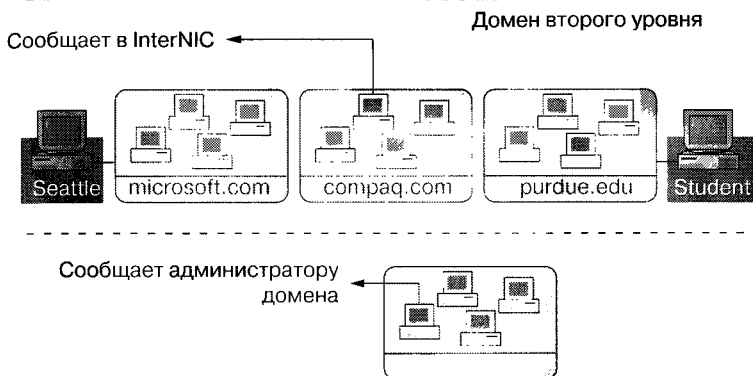 Домен второго уровня
Сообщает в InterNIC
Seattle
microsoft.com
compaq.com
purdue.edu
Student
Сообщает администратору
домена